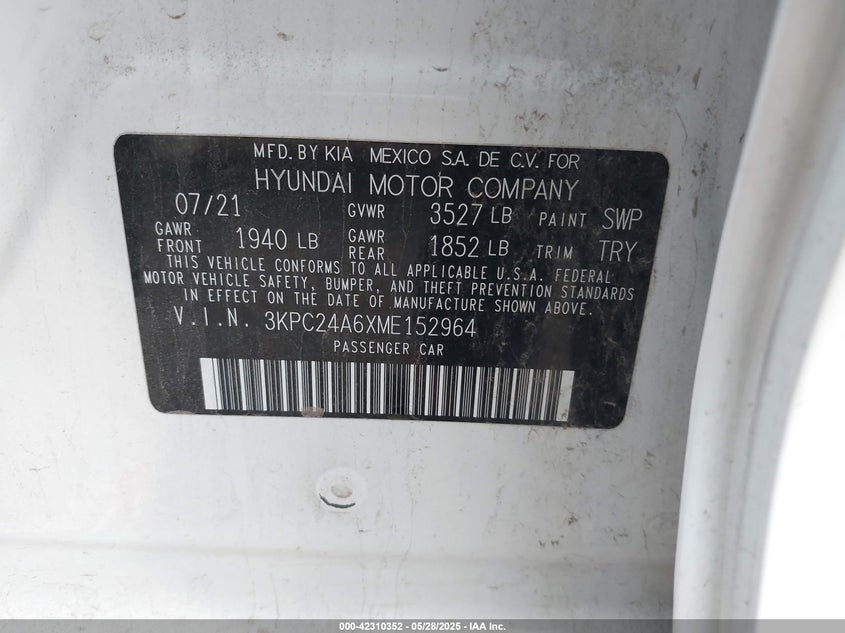 MFD. BY KIA MEXICO S.A. DE C.V. FOR
HYUNDAI MOTOR COMPANY
07/21 GVWR 3527 LB PAINT SWP
GAWR FRONT 1940 LB GAWR REAR 1852 LB TRIM TRY
THIS VEHICLE CONFORMS TO ALL APPLICABLE U.S.A. FEDERAL
MOTOR VEHICLE SAFETY, BUMPER, AND THEFT PREVENTION STANDARDS
IN EFFECT ON THE DATE OF MANUFACTURE SHOWN ABOVE.
V.I.N. 3KPC24A6XME152964
PASSENGER CAR
000-42310352 - 05/28/2025 - IAA Inc.